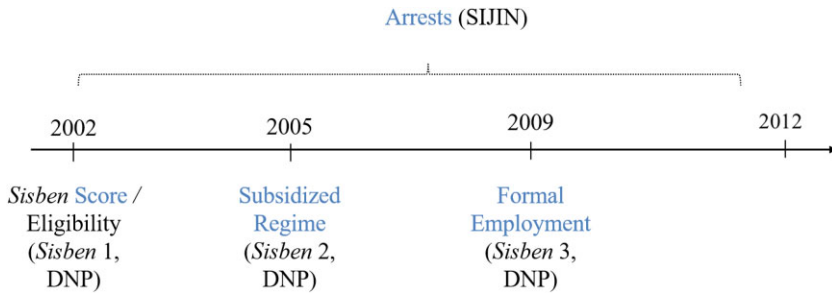 Arrests (SIJIN)
2002 2005 2009 2012
Sisben Score / Subsidized Formal
Eligibility Regime Employment
(Sisben 1, (Sisben 2, (Sisben 3,
DNP) DNP) DNP)